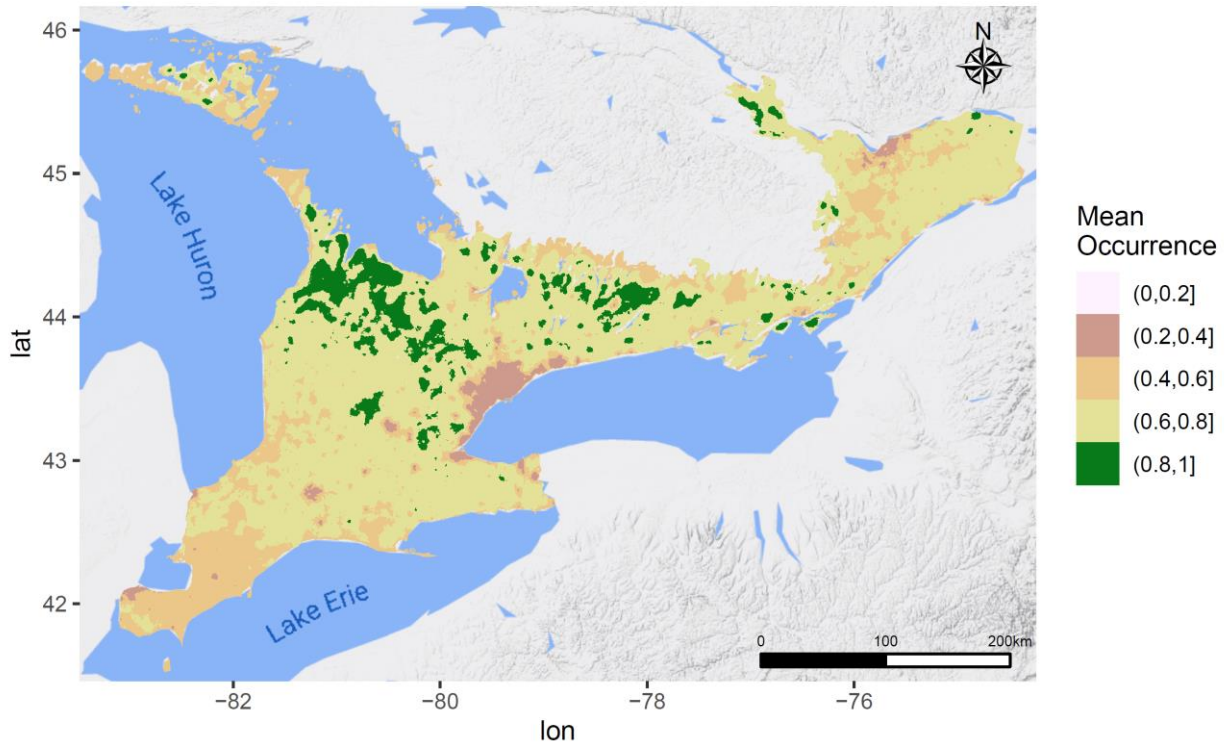 46
45
44
43
42
lat
−82
−80
−78
−76
lon
Lake Huron
Lake Erie
N
0
100
200km
Mean
Occurrence
(0,0.2]
(0.2,0.4]
(0.4,0.6]
(0.6,0.8]
(0.8,1]